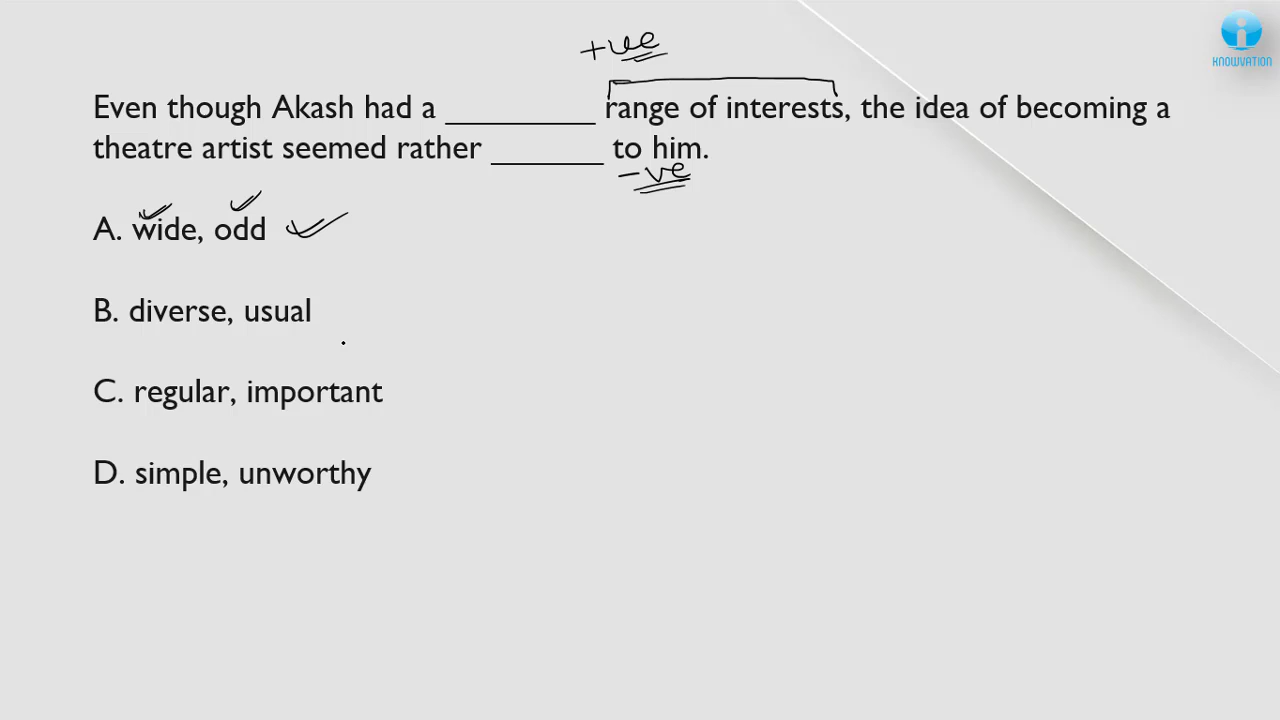 KNOWVATION
+ve
Even though Akash had a __________ range of interests, the idea of becoming a
theatre artist seemed rather _______ to him.
-ve
A. wide, odd
B. diverse, usual
C. regular, important
D. simple, unworthy